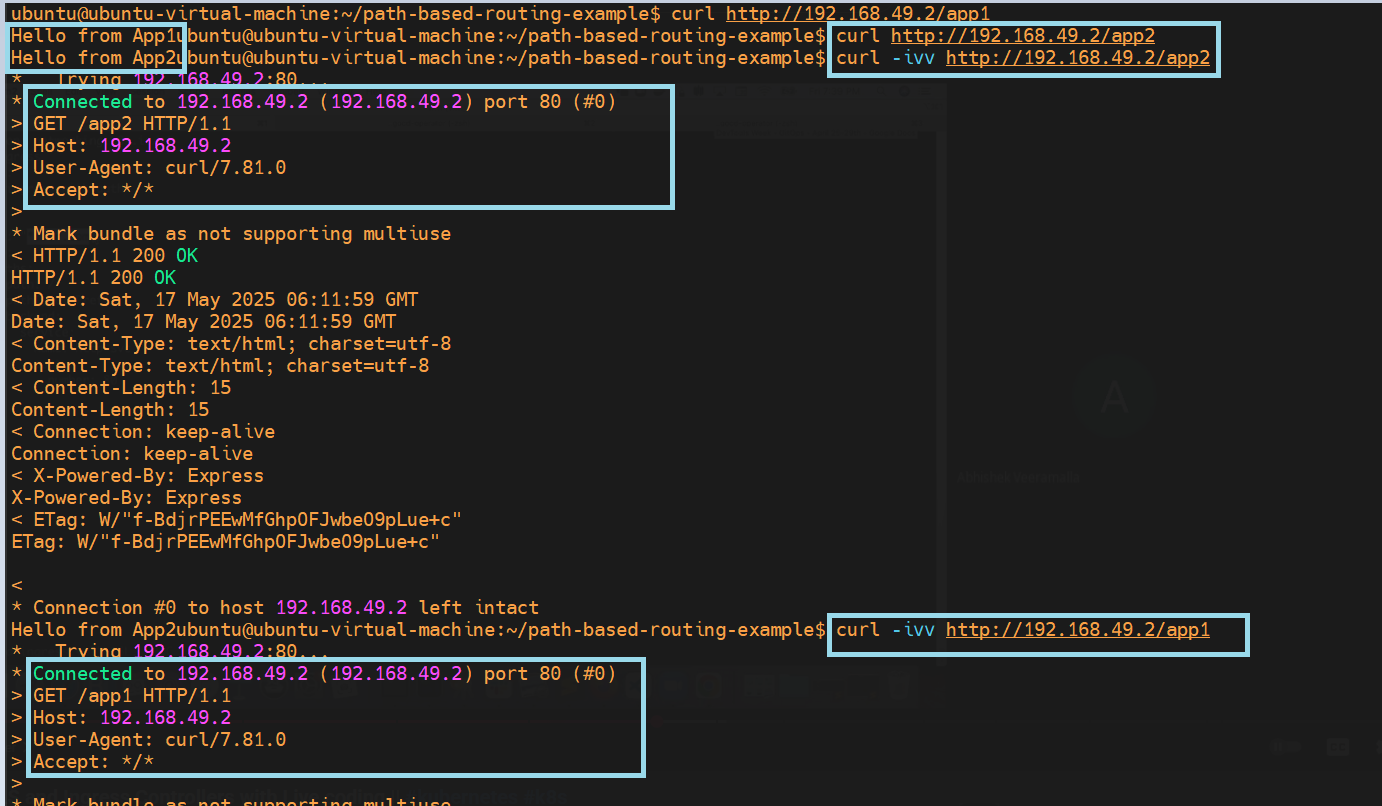 ubuntu@ubuntu-virtual-machine:~/path-based-routing-example$ curl http://192.168.49.2/app1
Hello from App1ubuntu@ubuntu-virtual-machine:~/path-based-routing-example$ curl http://192.168.49.2/app2
Hello from App2ubuntu@ubuntu-virtual-machine:~/path-based-routing-example$ curl -ivv http://192.168.49.2/app2
*   Trying 192.168.49.2:80...
* Connected to 192.168.49.2 (192.168.49.2) port 80 (#0)
> GET /app2 HTTP/1.1
> Host: 192.168.49.2
> User-Agent: curl/7.81.0
> Accept: */*
>
* Mark bundle as not supporting multiuse
< HTTP/1.1 200 OK
HTTP/1.1 200 OK
< Date: Sat, 17 May 2025 06:11:59 GMT
Date: Sat, 17 May 2025 06:11:59 GMT
< Content-Type: text/html; charset=utf-8
Content-Type: text/html; charset=utf-8
< Content-Length: 15
Content-Length: 15
< Connection: keep-alive
Connection: keep-alive
< X-Powered-By: Express
X-Powered-By: Express
< ETag: W/"f-BdjrPEEwMfGhpOFJwbeO9pLue+c"
ETag: W/"f-BdjrPEEwMfGhpOFJwbeO9pLue+c"
<
* Connection #0 to host 192.168.49.2 left intact
Hello from App2ubuntu@ubuntu-virtual-machine:~/path-based-routing-example$ curl -ivv http://192.168.49.2/app1
*   Trying 192.168.49.2:80...
* Connected to 192.168.49.2 (192.168.49.2) port 80 (#0)
> GET /app1 HTTP/1.1
> Host: 192.168.49.2
> User-Agent: curl/7.81.0
> Accept: */*
>
* Mark bundle as not supporting multiuse
A